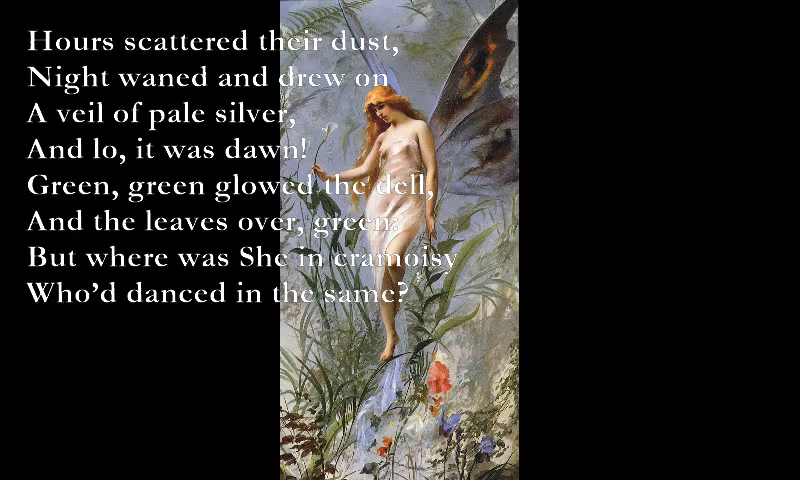 Hours scattered their dust,
Night waned and drew on
A veil of pale silver,
And lo, it was dawn!
Green, green glowed the dell,
And the leaves over, green:
But where was She in cramoisy
Who’d danced in the same?